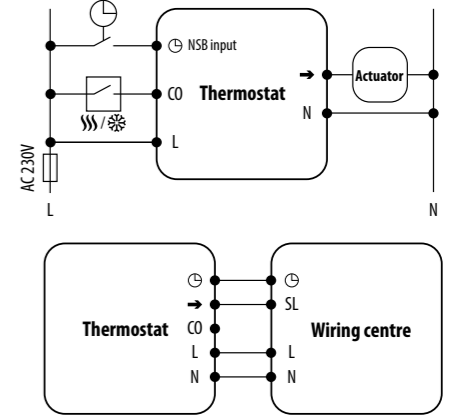 NSB input
CO
Thermostat
➔
Actuator
N
L
/
AC 230V
L
N
Thermostat
➔
CO
L
N
SL
Wiring centre
L
N